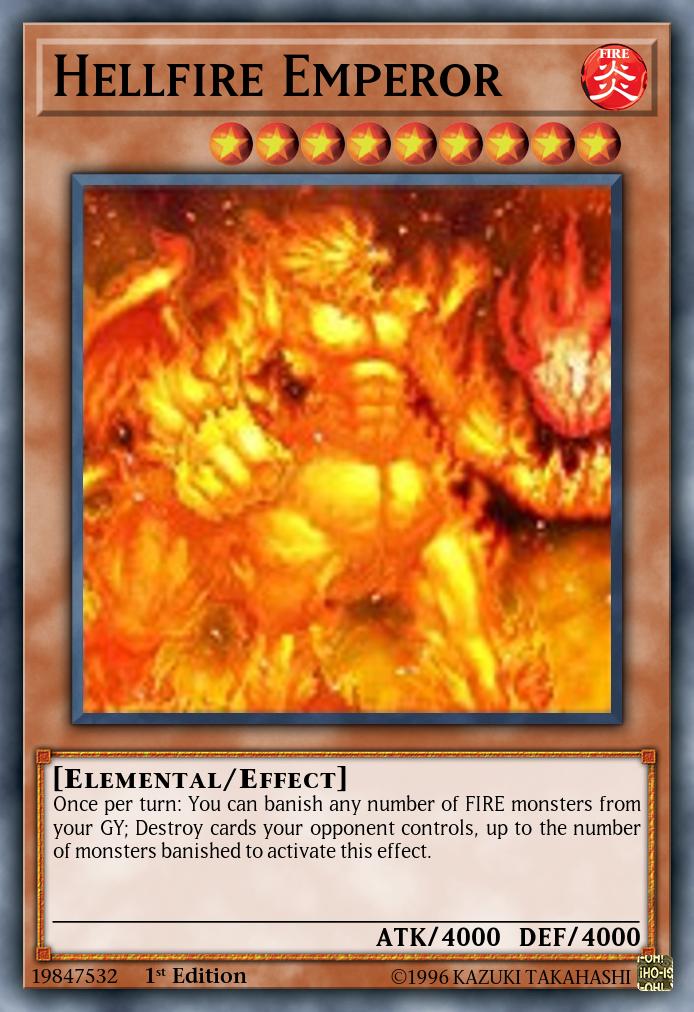 Hellfire Emperor
FIRE
炎
[Elemental/Effect]
Once per turn: You can banish any number of FIRE monsters from
your GY; Destroy cards your opponent controls, up to the number
of monsters banished to activate this effect.
ATK/4000 DEF/4000
19847532 1st Edition ©1996 KAZUKI TAKAHASHI